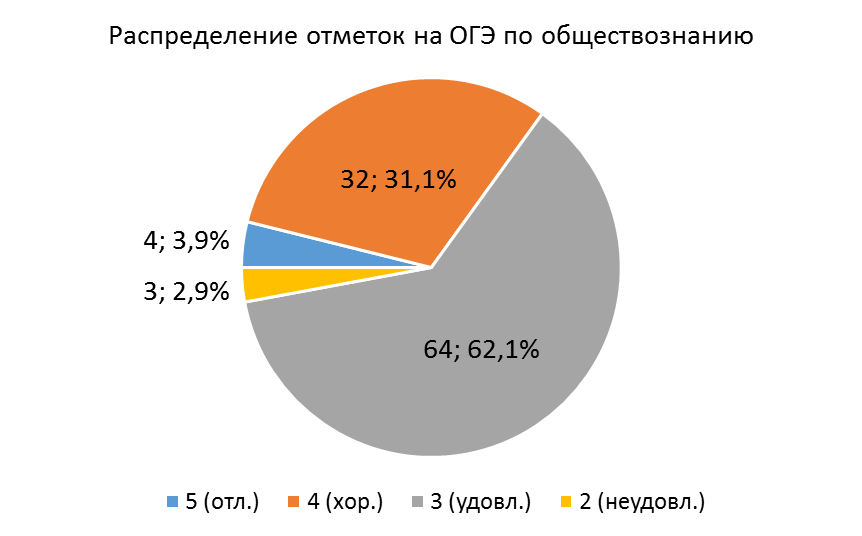 Распределение отметок на ОГЭ по обществознанию
32; 31,1%
4; 3,9%
3; 2,9%
64; 62,1%
5 (отл.) 4 (хор.) 3 (удовл.) 2 (неудовл.)